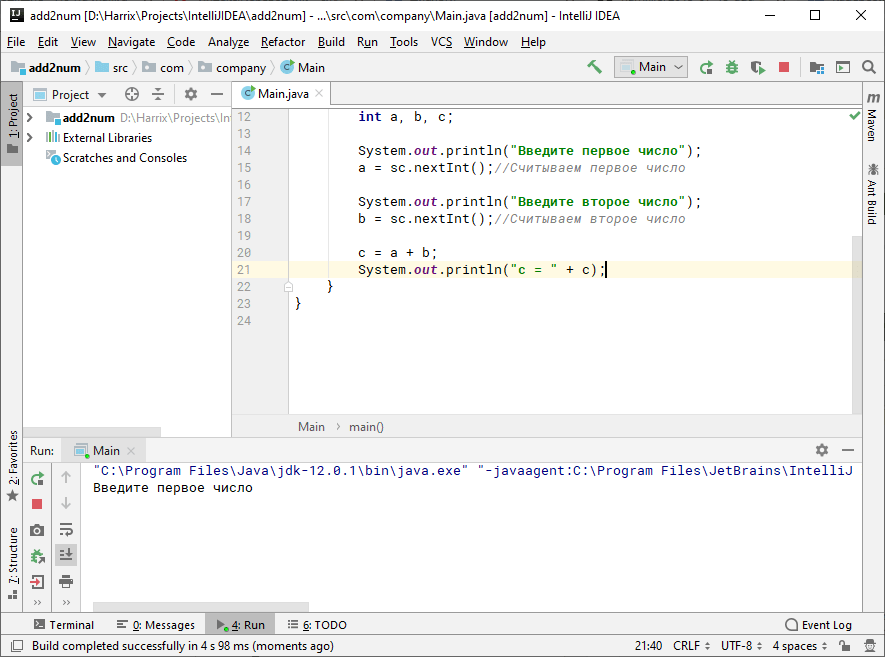 add2num [D:\Harrix\Projects\IntelliJIDEA\add2num] - ...\src\com\company\Main.java [add2num] - IntelliJ IDEA
File Edit View Navigate Code Analyze Refactor Build Run Tools VCS Window Help
add2num src com company Main Main
Project
Main.java
1: Project
add2num D:\Harrix\Projects\In
External Libraries
Scratches and Consoles
12 int a, b, c;
13
14 System.out.println("Введите первое число");
15 a = sc.nextInt();//Считываем первое число
16
17 System.out.println("Введите второе число");
18 b = sc.nextInt();//Считываем второе число
19
20 c = a + b;
21 System.out.println("c = " + c);
22 }
23 }
24
m Maven
Ant Build
Main main()
2: Favorites
7: Structure
Run: Main
"C:\Program Files\Java\jdk-12.0.1\bin\java.exe" "-javaagent:C:\Program Files\JetBrains\IntelliJ
Введите первое число
Terminal 0: Messages 4: Run 6: TODO Event Log
Build completed successfully in 4 s 98 ms (moments ago) 21:40 CRLF UTF-8 4 spaces